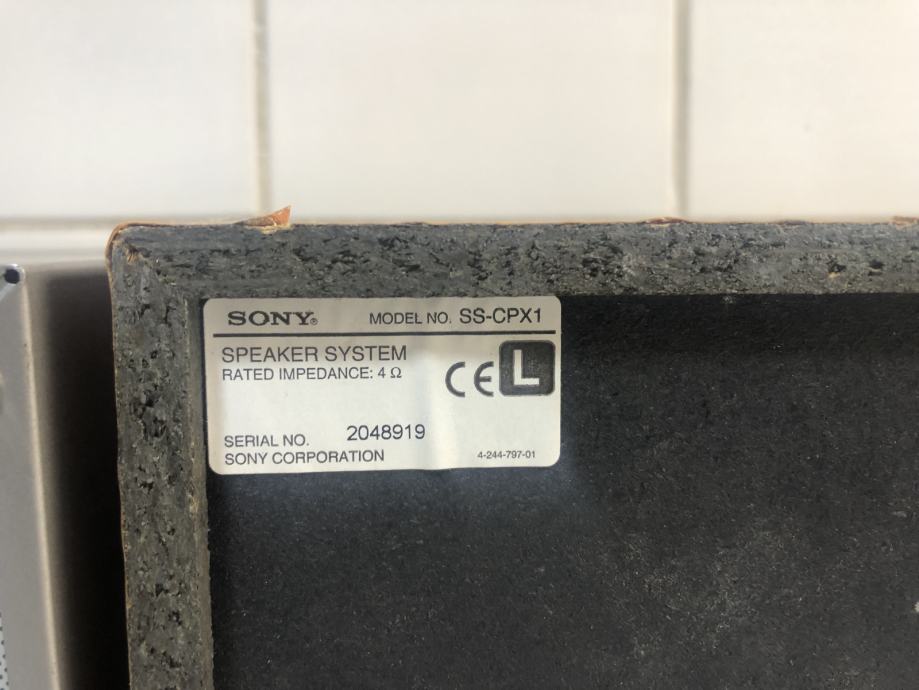 SONY® MODEL NO. SS-CPX1
SPEAKER SYSTEM
RATED IMPEDANCE: 4 Ω
CE L
SERIAL NO. 2048919
SONY CORPORATION 4-244-797-01